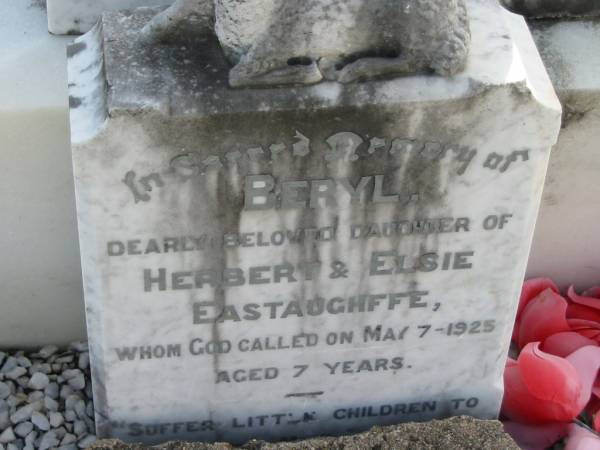 In Sacred Memory of
BERYL,
DEARLY BELOVED DAUGHTER OF
HERBERT & ELSIE
EASTAUGHFFE,
WHOM GOD CALLED ON MAY 7-1925
AGED 7 YEARS.
"SUFFER LITTLE CHILDREN TO